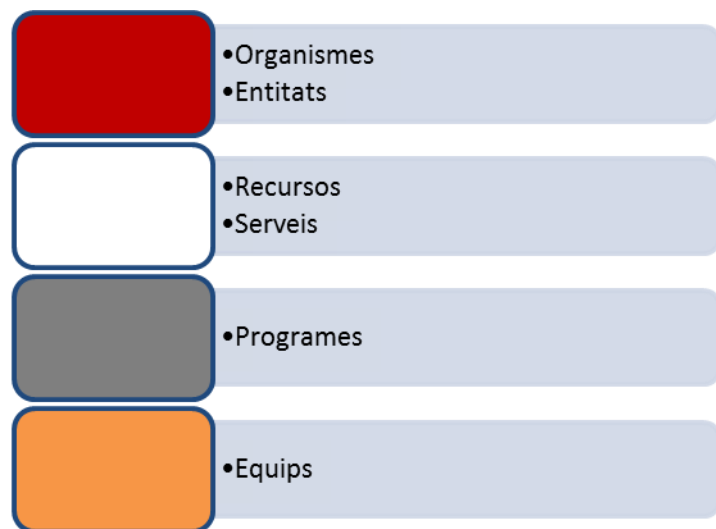 •Organismes
•Entitats
•Recursos
•Serveis
•Programes
•Equips